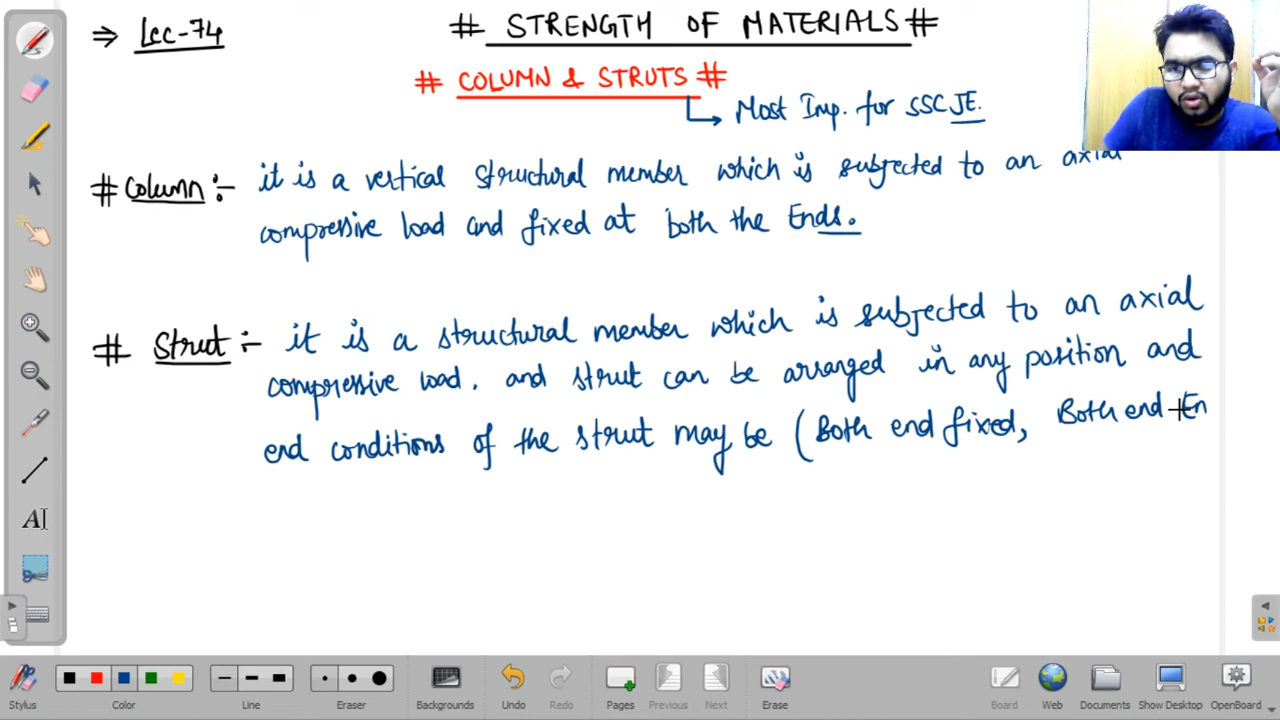 ⇒ Lec-74
# STRENGTH OF MATERIALS #
# COLUMN & STRUTS #
Most Imp. for SSC JE.
# Column :- it is a vertical structural member which is subjected to an axial
compressive load and fixed at both the Ends.
# Strut :- it is a structural member which is subjected to an axial
compressive load. and strut can be arranged in any position and
end conditions of the strut may be (Both end fixed, Both end En
Stylus
Color
Line
Eraser
Backgrounds
Undo
Redo
Pages
Previous
Next
Erase
Board
Web
Documents
Show Desktop
OpenBoard